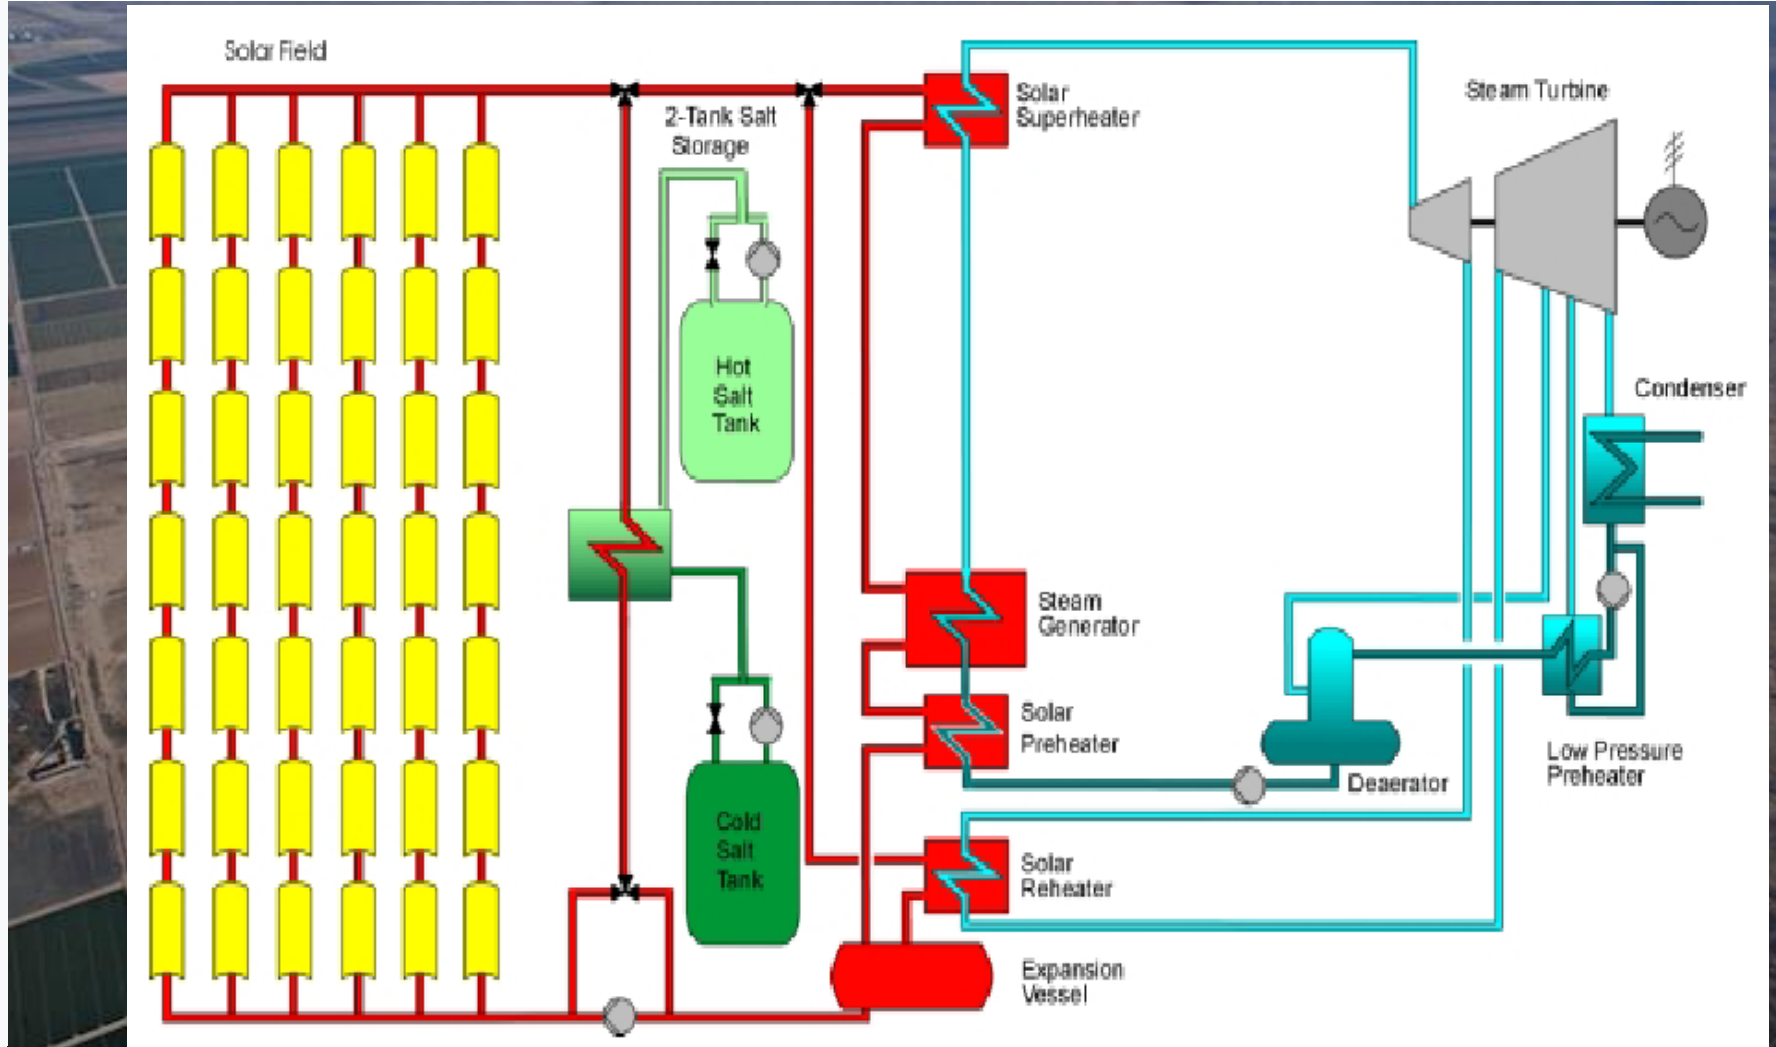 Solar Field
2-Tank Salt
Storage
Solar
Superheater
Steam Turbine
Hot
Salt
Tank
Condenser
Steam
Generator
Solar
Preheater
Low Pressure
Preheater
Deaerator
Cold
Salt
Tank
Solar
Reheater
Expansion
Vessel